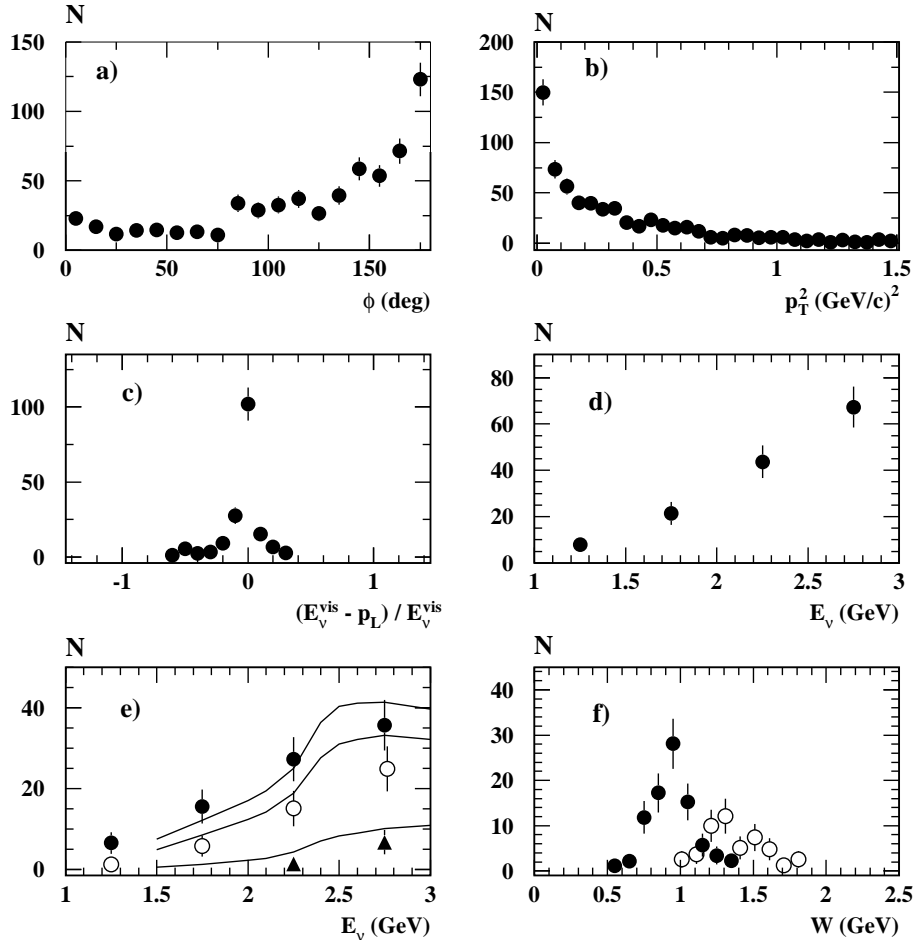 N
a)
150
100
50
0
0 50 100 150
ϕ (deg)
N
b)
200
150
100
50
0
0 0.5 1 1.5
p_T^2 (GeV/c)^2
N
c)
100
50
0
-1 0 1
(E_ν^vis - p_L) / E_ν^vis
N
d)
80
60
40
20
0
1 1.5 2 2.5 3
E_ν (GeV)
N
e)
40
20
0
1 1.5 2 2.5 3
E_ν (GeV)
N
f)
40
30
20
10
0
0 0.5 1 1.5 2 2.5
W (GeV)